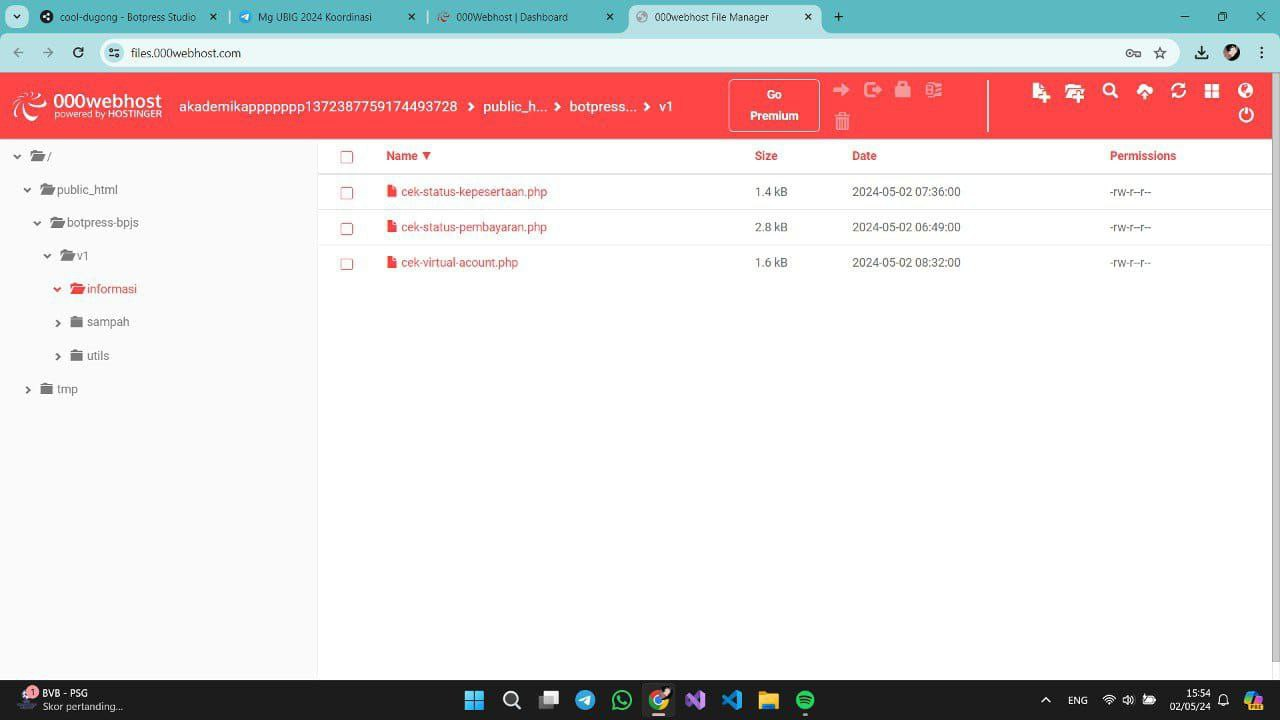 cool-dugong - Botpress Studio
Mg UBIG 2024 Koordinasi
000Webhost | Dashboard
000webhost File Manager
files.000webhost.com
000webhost
powered by HOSTINGER
akademikappppppp1372387759174493728 > public_h... > botpress... > v1
Go
Premium
/
public_html
botpress-bpjs
v1
informasi
sampah
utils
tmp
Name ▼ Size Date Permissions
cek-status-kepesertaan.php 1.4 kB 2024-05-02 07:36:00 -rw-r--r--
cek-status-pembayaran.php 2.8 kB 2024-05-02 06:49:00 -rw-r--r--
cek-virtual-acount.php 1.6 kB 2024-05-02 08:32:00 -rw-r--r--
1
BVB - PSG
Skor pertanding...
ENG
15:54
02/05/24
PRE